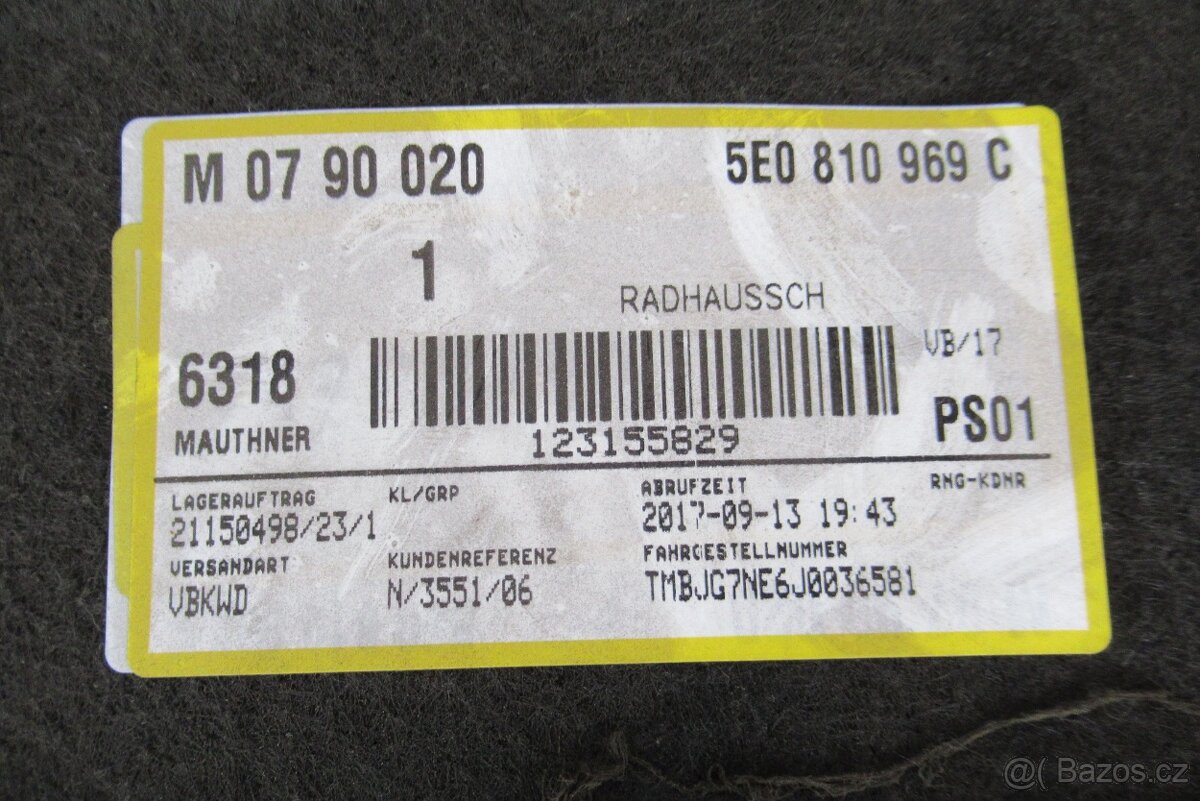 M 07 90 020 5E0 810 969 C
1
RADHAUSSCH
6318 VB/17
MAUTHNER 123155829 PS01
LAGERAUFTRAG KL/GRP ABRUFZEIT RNG-KDNR
21150498/23/1 2017-09-13 19:43
VERSANDART KUNDENREFERENZ FAHRGESTELLNUMMER
VBKWD N/3551/06 TMBJG7NE6J0036581
@( Bazos.cz